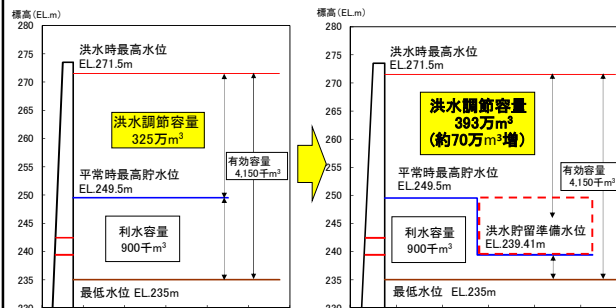 標高(EL.m)
280
275
270
265
260
255
250
245
240
235
洪水時最高水位
EL.271.5m
洪水調節容量
325万m³
有効容量
4,150千m³
平常時最高貯水位
EL.249.5m
利水容量
900千m³
最低水位 EL.235m
標高(EL.m)
280
275
270
265
260
255
250
245
240
235
洪水時最高水位
EL.271.5m
洪水調節容量
393万m³
(約70万m³増)
有効容量
4,150千m³
平常時最高貯水位
EL.249.5m
利水容量
900千m³
洪水貯留準備水位
EL.239.41m
最低水位 EL.235m